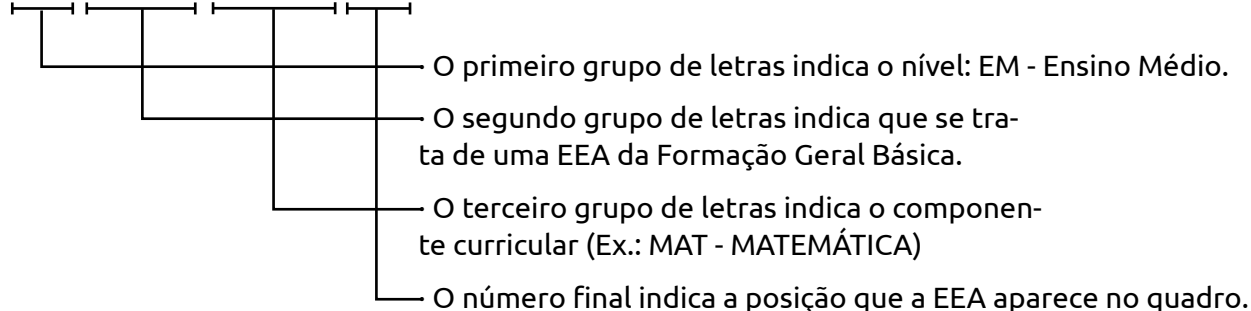 · O primeiro grupo de letras indica o nível: EM - Ensino Médio.
· O segundo grupo de letras indica que se tra-
ta de uma EEA da Formação Geral Básica.
· O terceiro grupo de letras indica o componen-
te curricular (Ex.: MAT - MATEMÁTICA)
· O número final indica a posição que a EEA aparece no quadro.